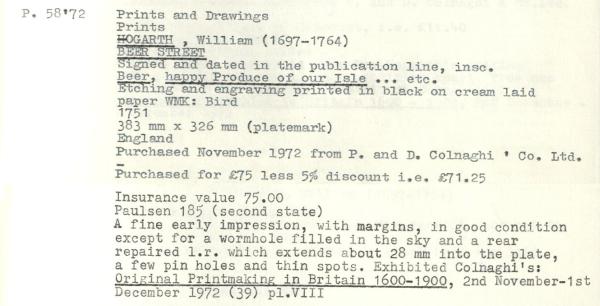 P. 58'72
Prints and Drawings
Prints
HOGARTH , William (1697-1764)
BEER STREET
Signed and dated in the publication line, insc.
Beer, happy Produce of our Isle ... etc.
Etching and engraving printed in black on cream laid
paper WMK: Bird
1751
383 mm x 326 mm (platemark)
England
Purchased November 1972 from P. and D. Colnaghi ' Co. Ltd.
–
Purchased for £75 less 5% discount i.e. £71.25
Insurance value 75.00
Paulsen 185 (second state)
A fine early impression, with margins, in good condition
except for a wormhole filled in the sky and a rear
repaired l.r. which extends about 28 mm into the plate,
a few pin holes and thin spots. Exhibited Colnaghi's:
Original Printmaking in Britain 1600-1900, 2nd November-1st
December 1972 (39) pl.VIII